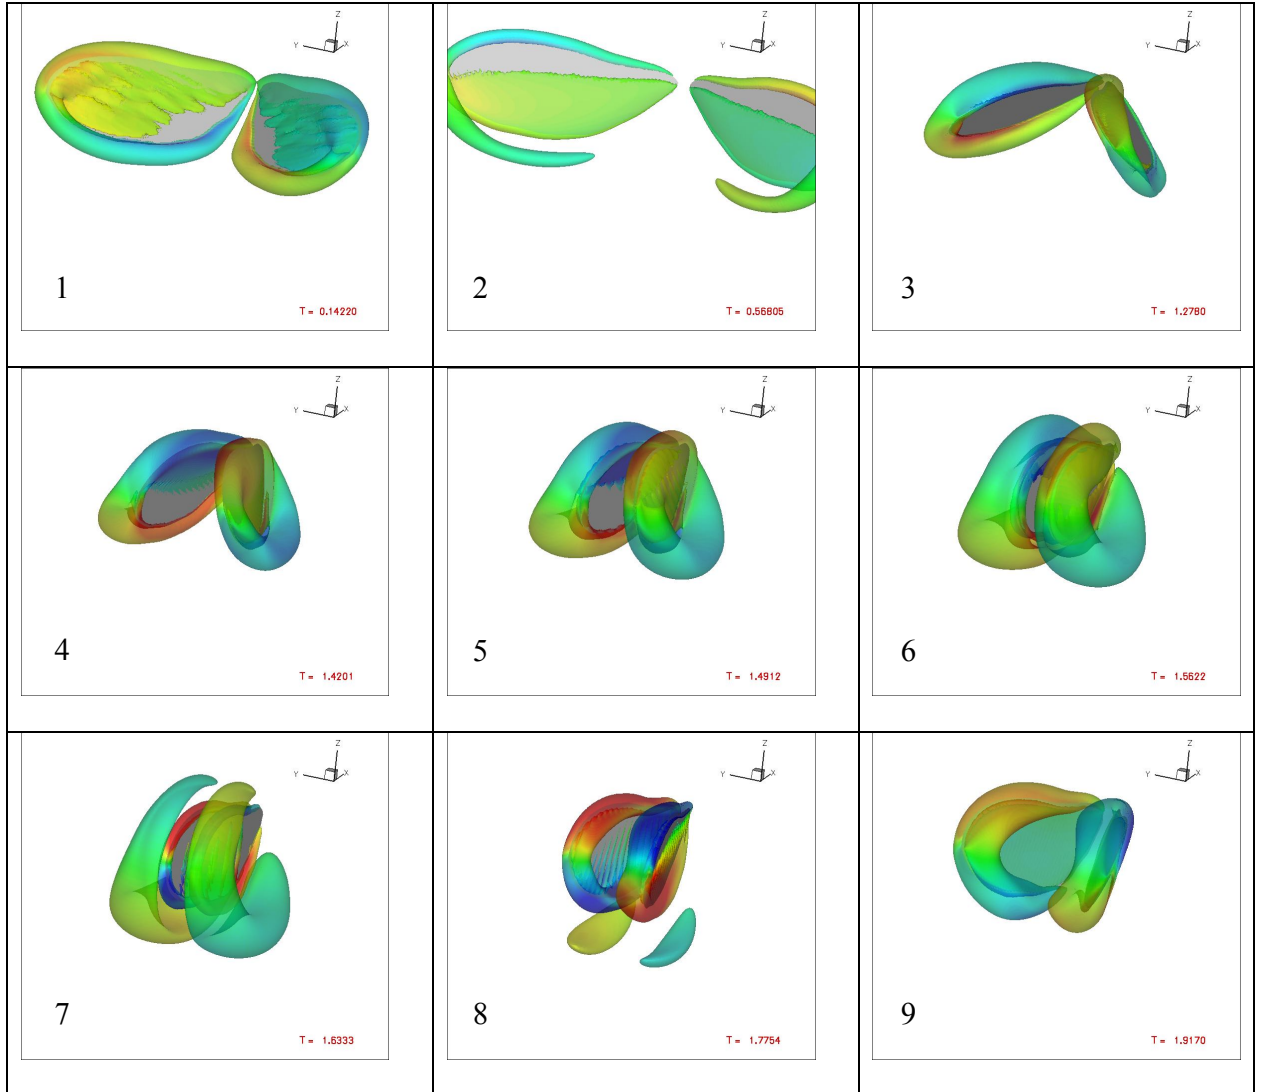 Z
Y X
1
T = 0.14220
Z
Y X
2
T = 0.56805
Z
Y X
3
T = 1.2780
Z
Y X
4
T = 1.4201
Z
Y X
5
T = 1.4912
Z
Y X
6
T = 1.5622
Z
Y X
7
T = 1.6333
Z
Y X
8
T = 1.7754
Z
Y X
9
T = 1.9170